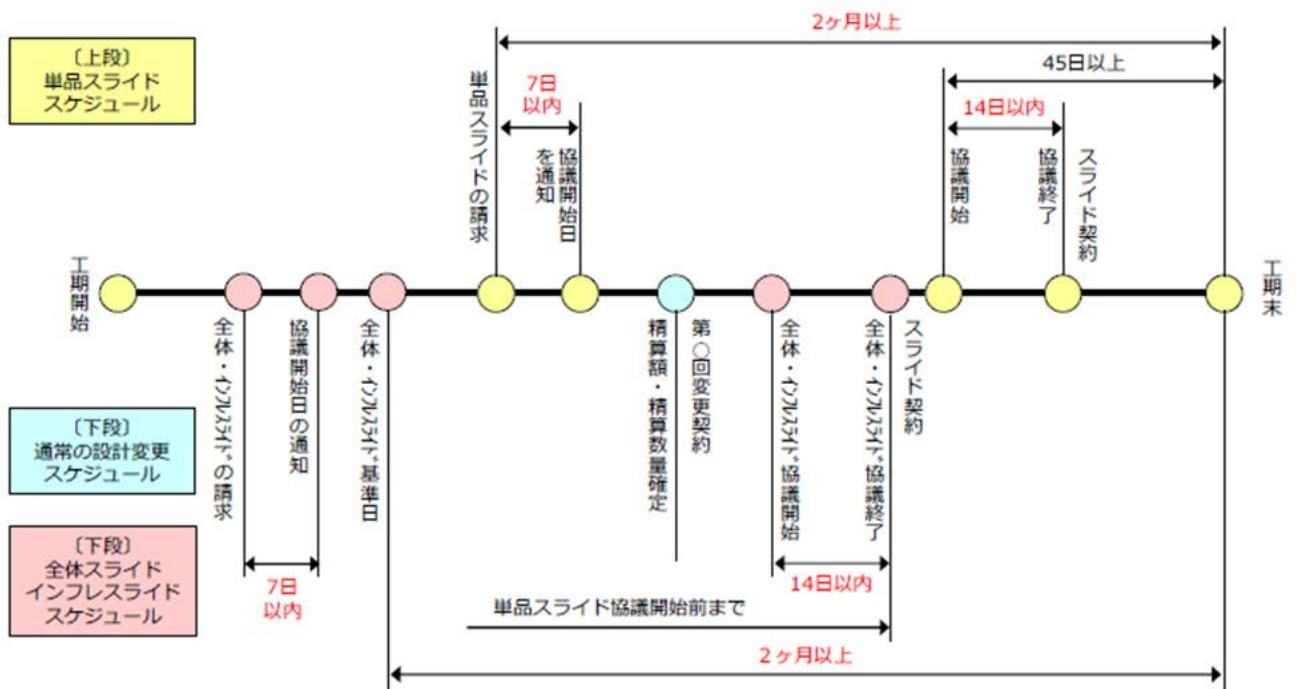 〔上段〕
単品スライド
スケジュール
2ヶ月以上
45日以上
7日
以内
14日以内
単品スライドの請求
協議開始日
を通知
協議開始
協議終了
スライド契約
工期開始
工期末
全体・インフレスライドの請求
協議開始日の通知
全体・インフレスライド基準日
第○回変更契約
精算額・精算数量確定
全体・インフレスライド協議開始
スライド契約
全体・インフレスライド協議終了
〔下段〕
通常の設計変更
スケジュール
〔下段〕
全体スライド
インフレスライド
スケジュール
7日
以内
14日以内
単品スライド協議開始前まで
2ヶ月以上